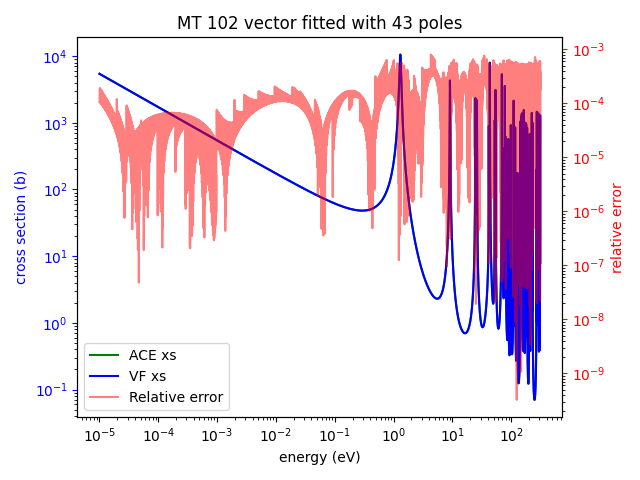 MT 102 vector fitted with 43 poles
cross section (b)
10^4
10^3
10^2
10^1
10^0
10^-1
10^-3
10^-4
10^-5
10^-6
10^-7
10^-8
10^-9
relative error
ACE xs
VF xs
Relative error
10^-5 10^-4 10^-3 10^-2 10^-1 10^0 10^1 10^2
energy (eV)